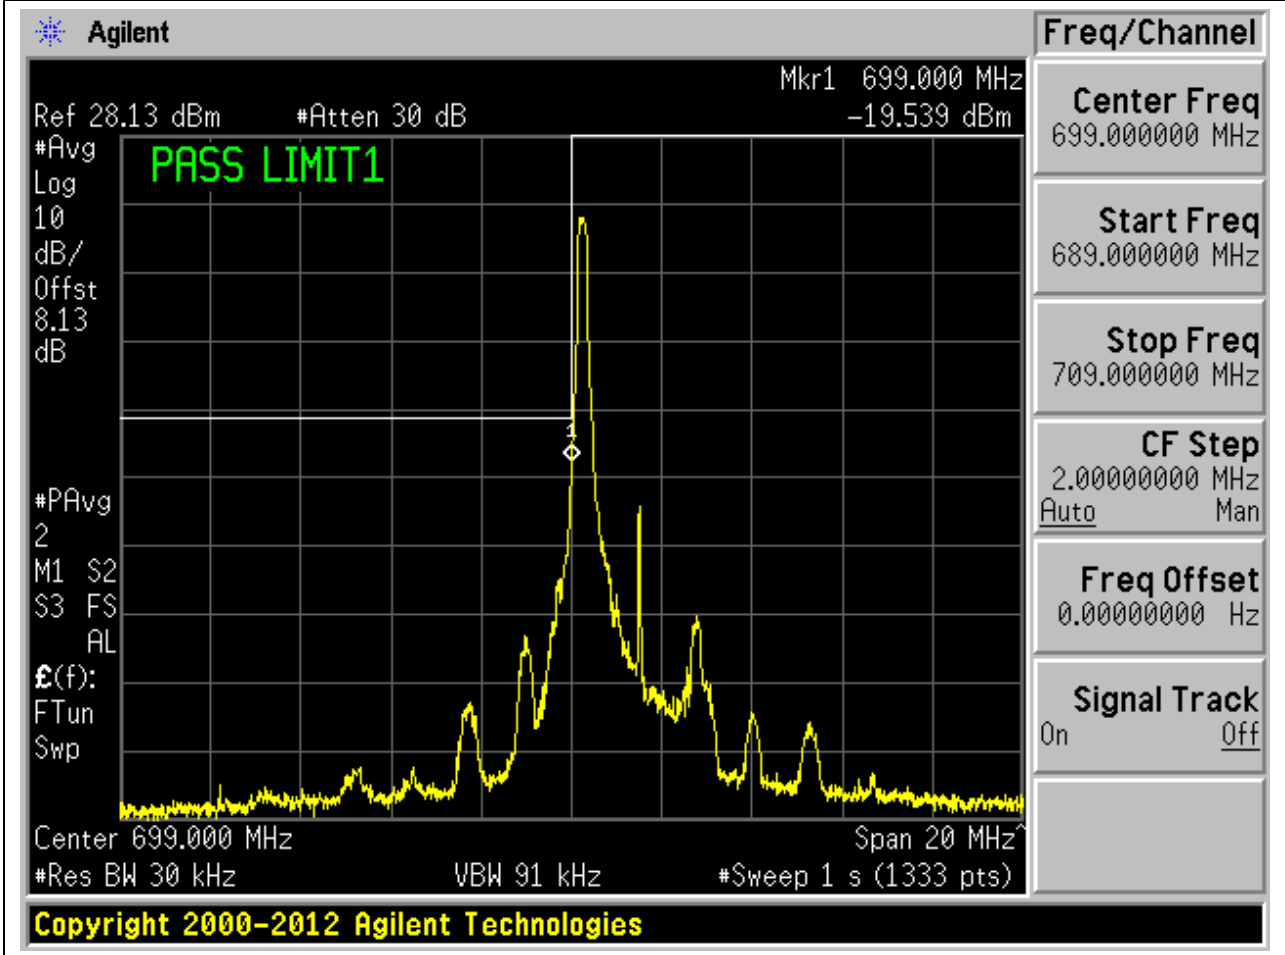 Agilent
Freq/Channel
Mkr1 699.000 MHz
Ref 28.13 dBm #Atten 30 dB -19.539 dBm
#Avg
Log
10
dB/
Offst
8.13
dB
PASS LIMIT1
1
#PAvg
2
M1 S2
S3 FS
AL
£(f):
FTun
Swp
Center 699.000 MHz Span 20 MHz^
#Res BW 30 kHz VBW 91 kHz #Sweep 1 s (1333 pts)
Center Freq
699.000000 MHz
Start Freq
689.000000 MHz
Stop Freq
709.000000 MHz
CF Step
2.00000000 MHz
Auto Man
Freq Offset
0.00000000 Hz
Signal Track
On Off
Copyright 2000-2012 Agilent Technologies